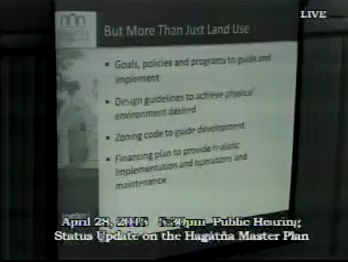 LIVE
But More Than Just Land Use
Goals, policies and programs to guide and
implement
Design guidelines to achieve physical
environment desired
Zoning code to guide development
Financing plan to provide realistic
implementation and operations and
maintenance
April 28, 2015 5:30pm Public Hearing
Status Update on the Hagåtña Master Plan